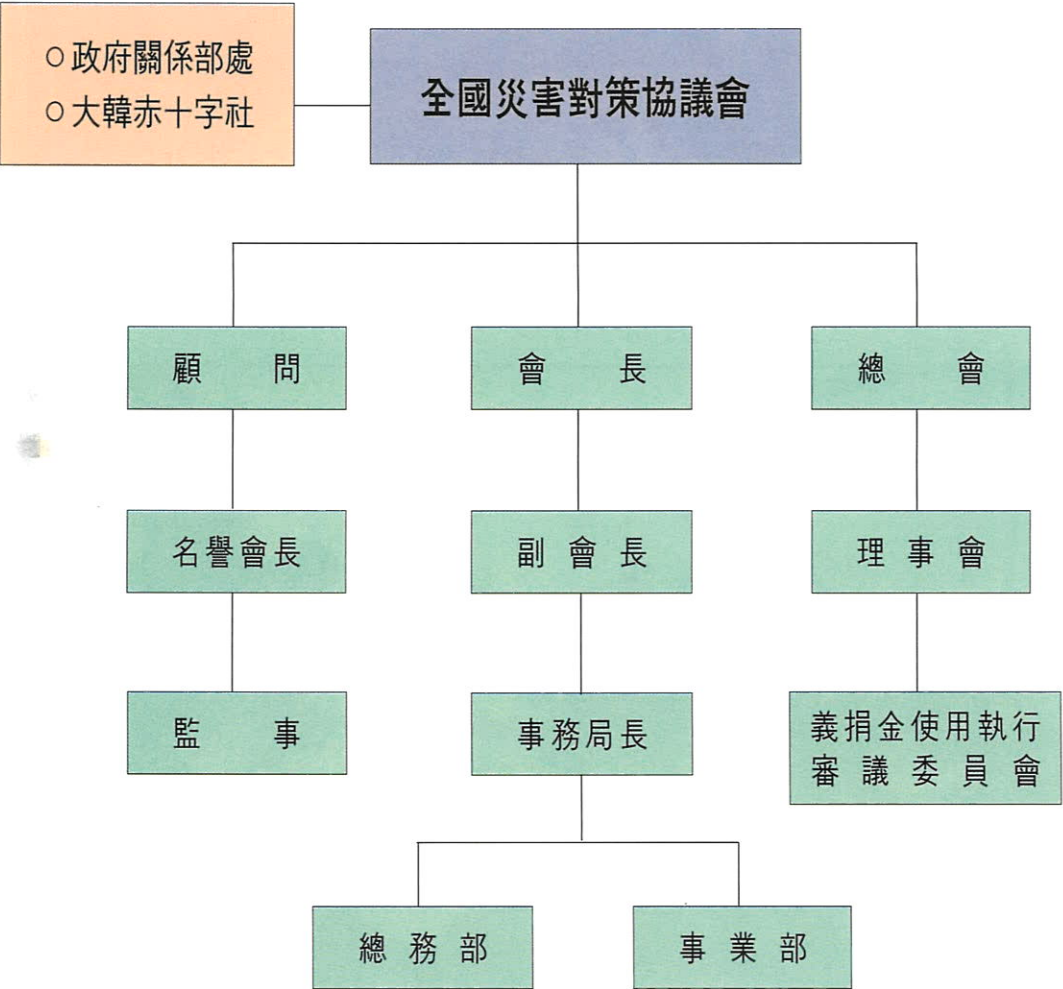 ○政府關係部處
○大韓赤十字社
全國災害對策協議會
顧問
會長
總會
名譽會長
副會長
理事會
監事
事務局長
義捐金使用執行
審議委員會
總務部
事業部